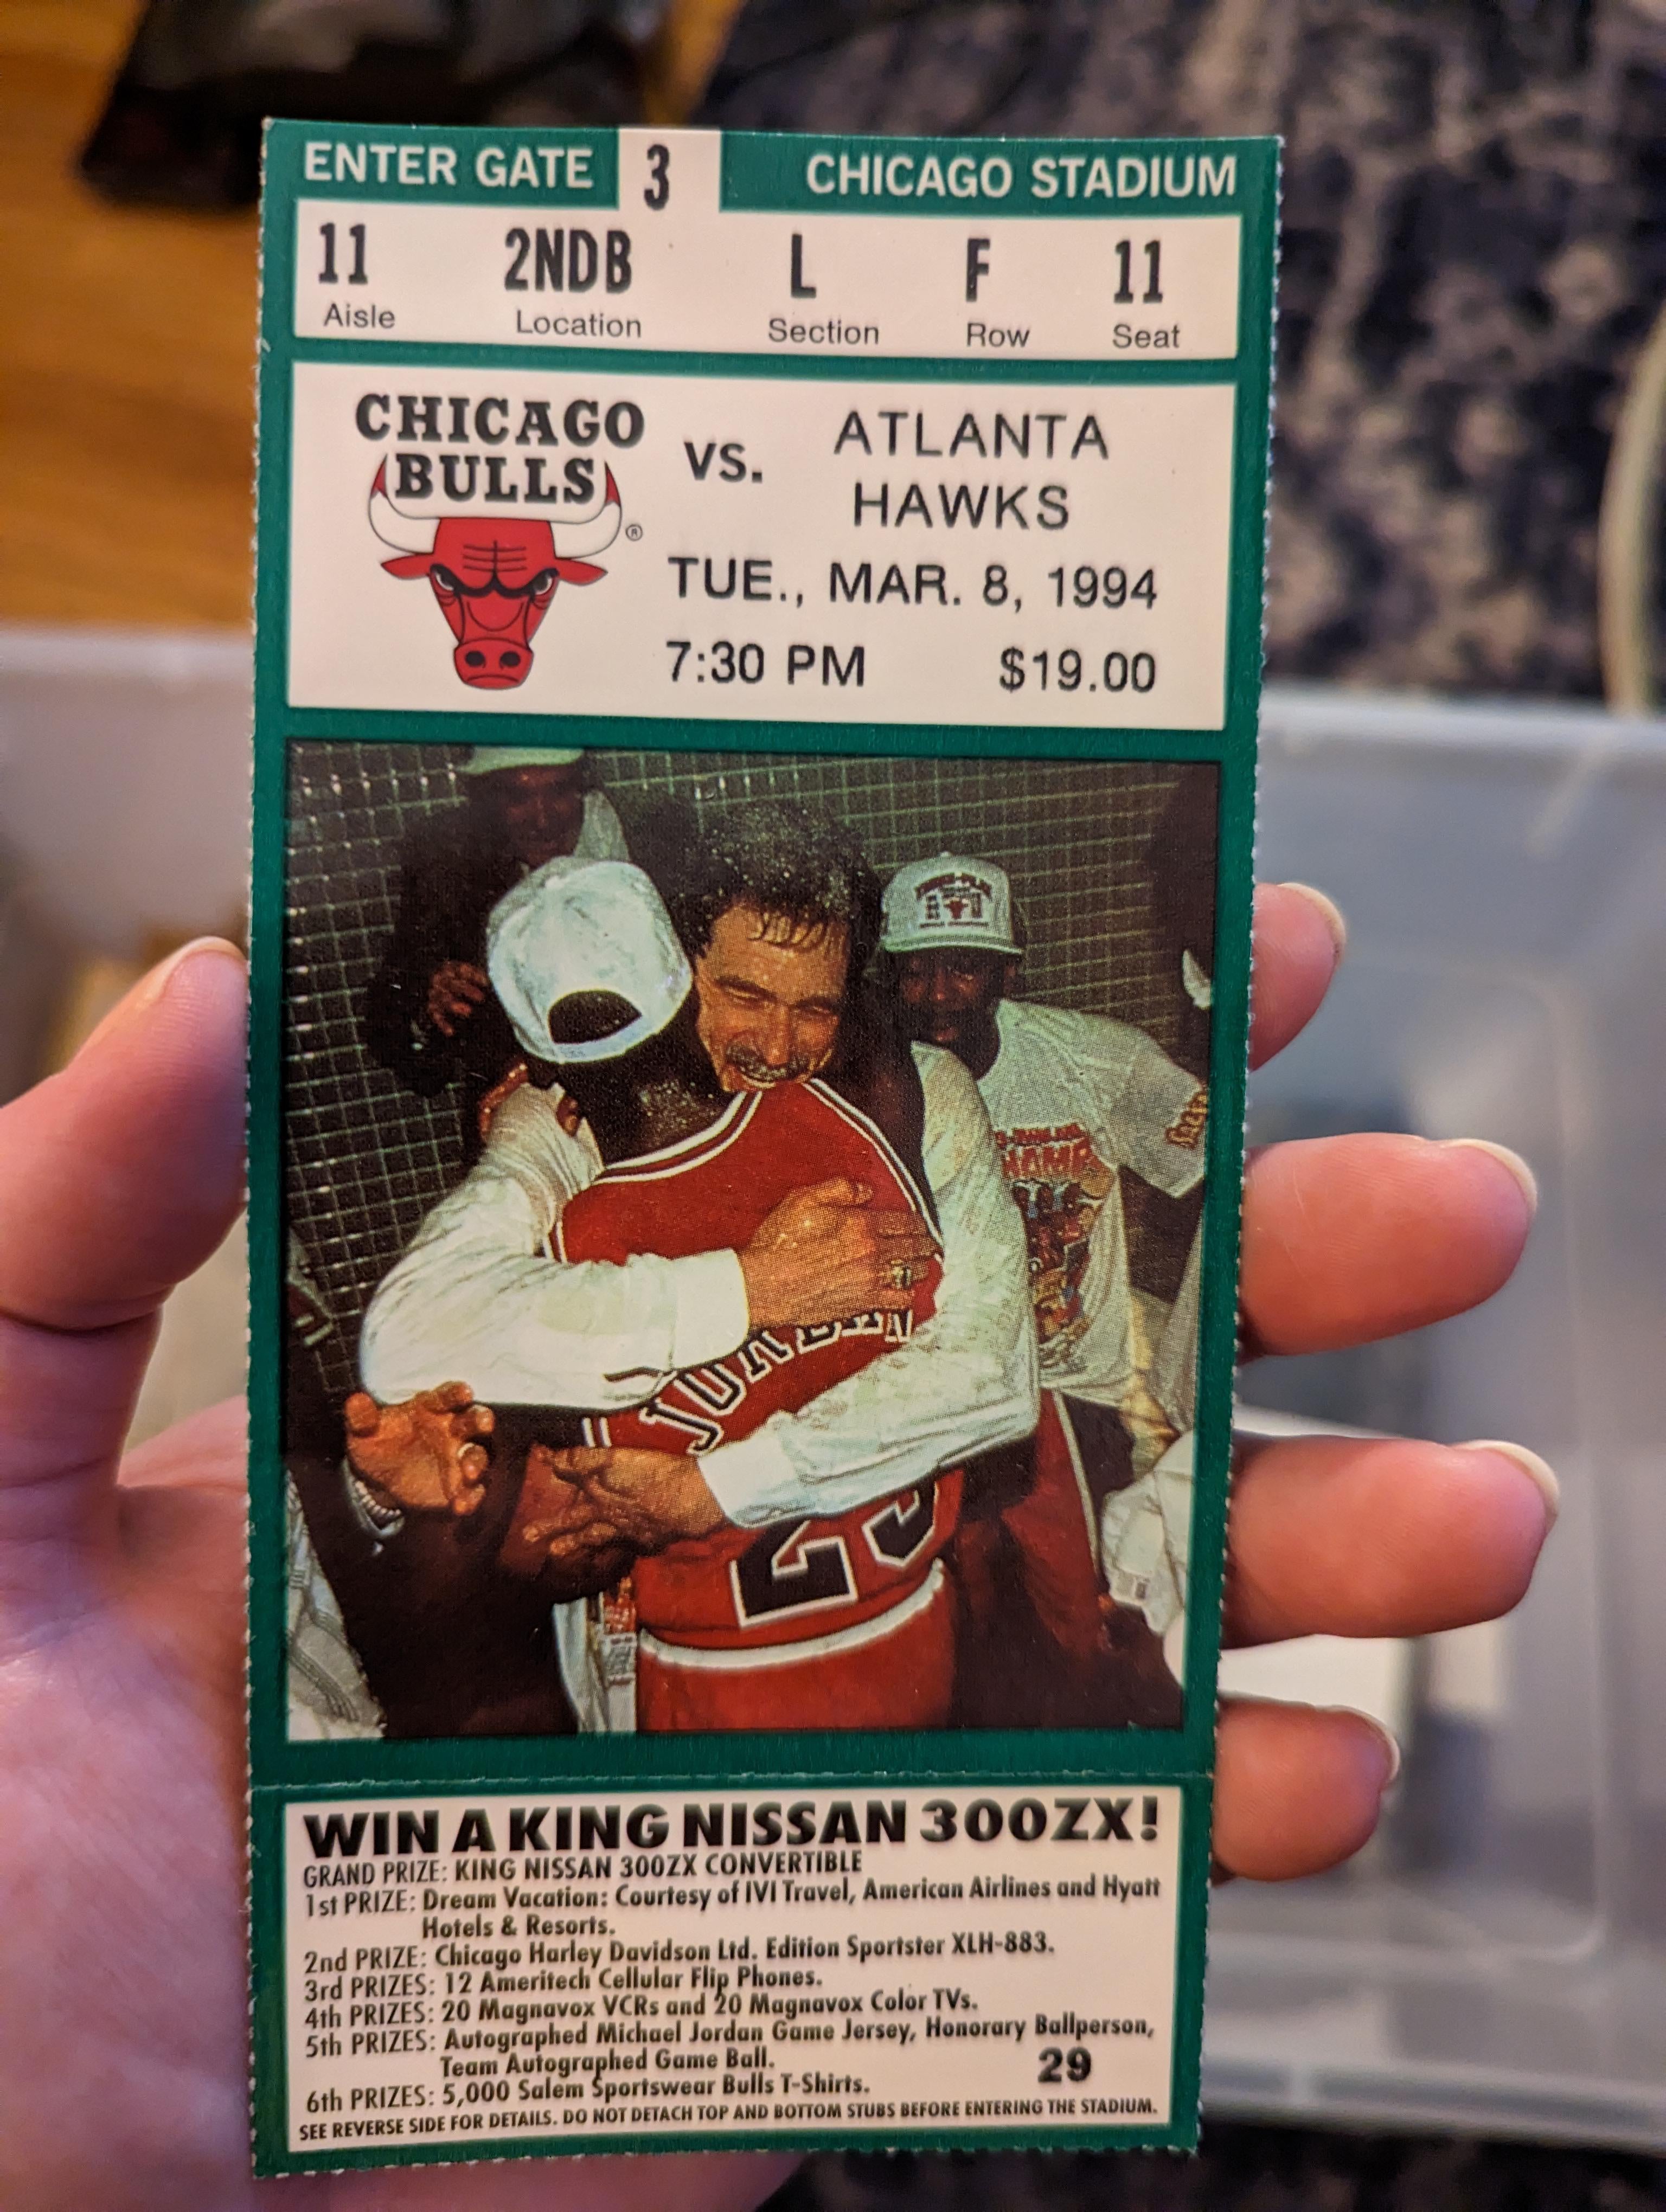 ENTER GATE 3 CHICAGO STADIUM
11 2NDB L F 11
Aisle Location Section Row Seat
CHICAGO
BULLS
®
VS.
ATLANTA
HAWKS
TUE., MAR. 8, 1994
7:30 PM $19.00
JORDAN
23
WIN A KING NISSAN 300ZX!
GRAND PRIZE: KING NISSAN 300ZX CONVERTIBLE
1st PRIZE: Dream Vacation: Courtesy of IVI Travel, American Airlines and Hyatt
Hotels & Resorts.
2nd PRIZE: Chicago Harley Davidson Ltd. Edition Sportster XLH-883.
3rd PRIZES: 12 Ameritech Cellular Flip Phones.
4th PRIZES: 20 Magnavox VCRs and 20 Magnavox Color TVs.
5th PRIZES: Autographed Michael Jordan Game Jersey, Honorary Ballperson,
Team Autographed Game Ball.
29
6th PRIZES: 5,000 Salem Sportswear Bulls T-Shirts.
SEE REVERSE SIDE FOR DETAILS. DO NOT DETACH TOP AND BOTTOM STUBS BEFORE ENTERING THE STADIUM.